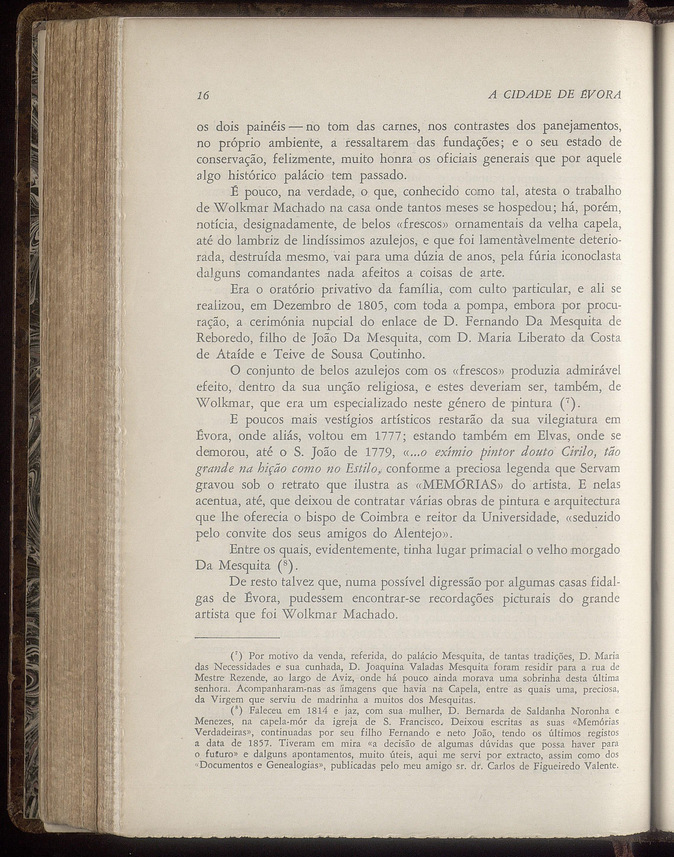 16 A CIDADE DE ÉVORA
os dois painéis — no tom das carnes, nos contrastes dos panejamentos,
no próprio ambiente, a ressaltarem das fundações; e o seu estado de
conservação, felizmente, muito honra os oficiais generais que por aquele
algo histórico palácio tem passado.
É pouco, na verdade, o que, conhecido como tal, atesta o trabalho
de Wolkmar Machado na casa onde tantos meses se hospedou; há, porém,
notícia, designadamente, de belos «frescos» ornamentais da velha capela,
até do lambriz de lindíssimos azulejos, e que foi lamentàvelmente deterio-
rada, destruída mesmo, vai para uma dúzia de anos, pela fúria iconoclasta
dalguns comandantes nada afeitos a coisas de arte.
Era o oratório privativo da família, com culto particular, e ali se
realizou, em Dezembro de 1805, com toda a pompa, embora por procu-
ração, a cerimónia nupcial do enlace de D. Fernando Da Mesquita de
Reboredo, filho de João Da Mesquita, com D. Maria Liberato da Costa
de Ataíde e Teive de Sousa Coutinho.
O conjunto de belos azulejos com os «frescos» produzia admirável
efeito, dentro da sua unção religiosa, e estes deveriam ser, também, de
Wolkmar, que era um especializado neste género de pintura (⁷).
E poucos mais vestígios artísticos restarão da sua vilegiatura em
Évora, onde aliás, voltou em 1777; estando também em Elvas, onde se
demorou, até o S. João de 1779, «...o exímio pintor douto Cirilo, tão
grande na hição como no Estilo, conforme a preciosa legenda que Servam
gravou sob o retrato que ilustra as «MEMÓRIAS» do artista. E nelas
acentua, até, que deixou de contratar várias obras de pintura e arquitectura
que lhe oferecia o bispo de Coimbra e reitor da Universidade, «seduzido
pelo convite dos seus amigos do Alentejo».
Entre os quais, evidentemente, tinha lugar primacial o velho morgado
Da Mesquita (⁸).
De resto talvez que, numa possível digressão por algumas casas fidal-
gas de Évora, pudessem encontrar-se recordações picturais do grande
artista que foi Wolkmar Machado.
(⁷) Por motivo da venda, referida, do palácio Mesquita, de tantas tradições, D. Maria
das Necessidades e sua cunhada, D. Joaquina Valadas Mesquita foram residir para a rua de
Mestre Rezende, ao largo de Aviz, onde há pouco ainda morava uma sobrinha desta última
senhora. Acompanharam-nas as imagens que havia na Capela, entre as quais uma, preciosa,
da Virgem que serviu de madrinha a muitos dos Mesquitas.
(⁸) Faleceu em 1814 e jaz, com sua mulher, D. Bernarda de Saldanha Noronha e
Menezes, na capela-mór da igreja de S. Francisco. Deixou escritas as suas «Memórias
Verdadeiras», continuadas por seu filho Fernando e neto João, tendo os últimos registos
a data de 1857. Tiveram em mira «a decisão de algumas dúvidas que possa haver para
o futuro» e dalguns apontamentos, muito úteis, aqui me servi por extracto, assim como dos
«Documentos e Genealogias», publicadas pelo meu amigo sr. dr. Carlos de Figueiredo Valente.